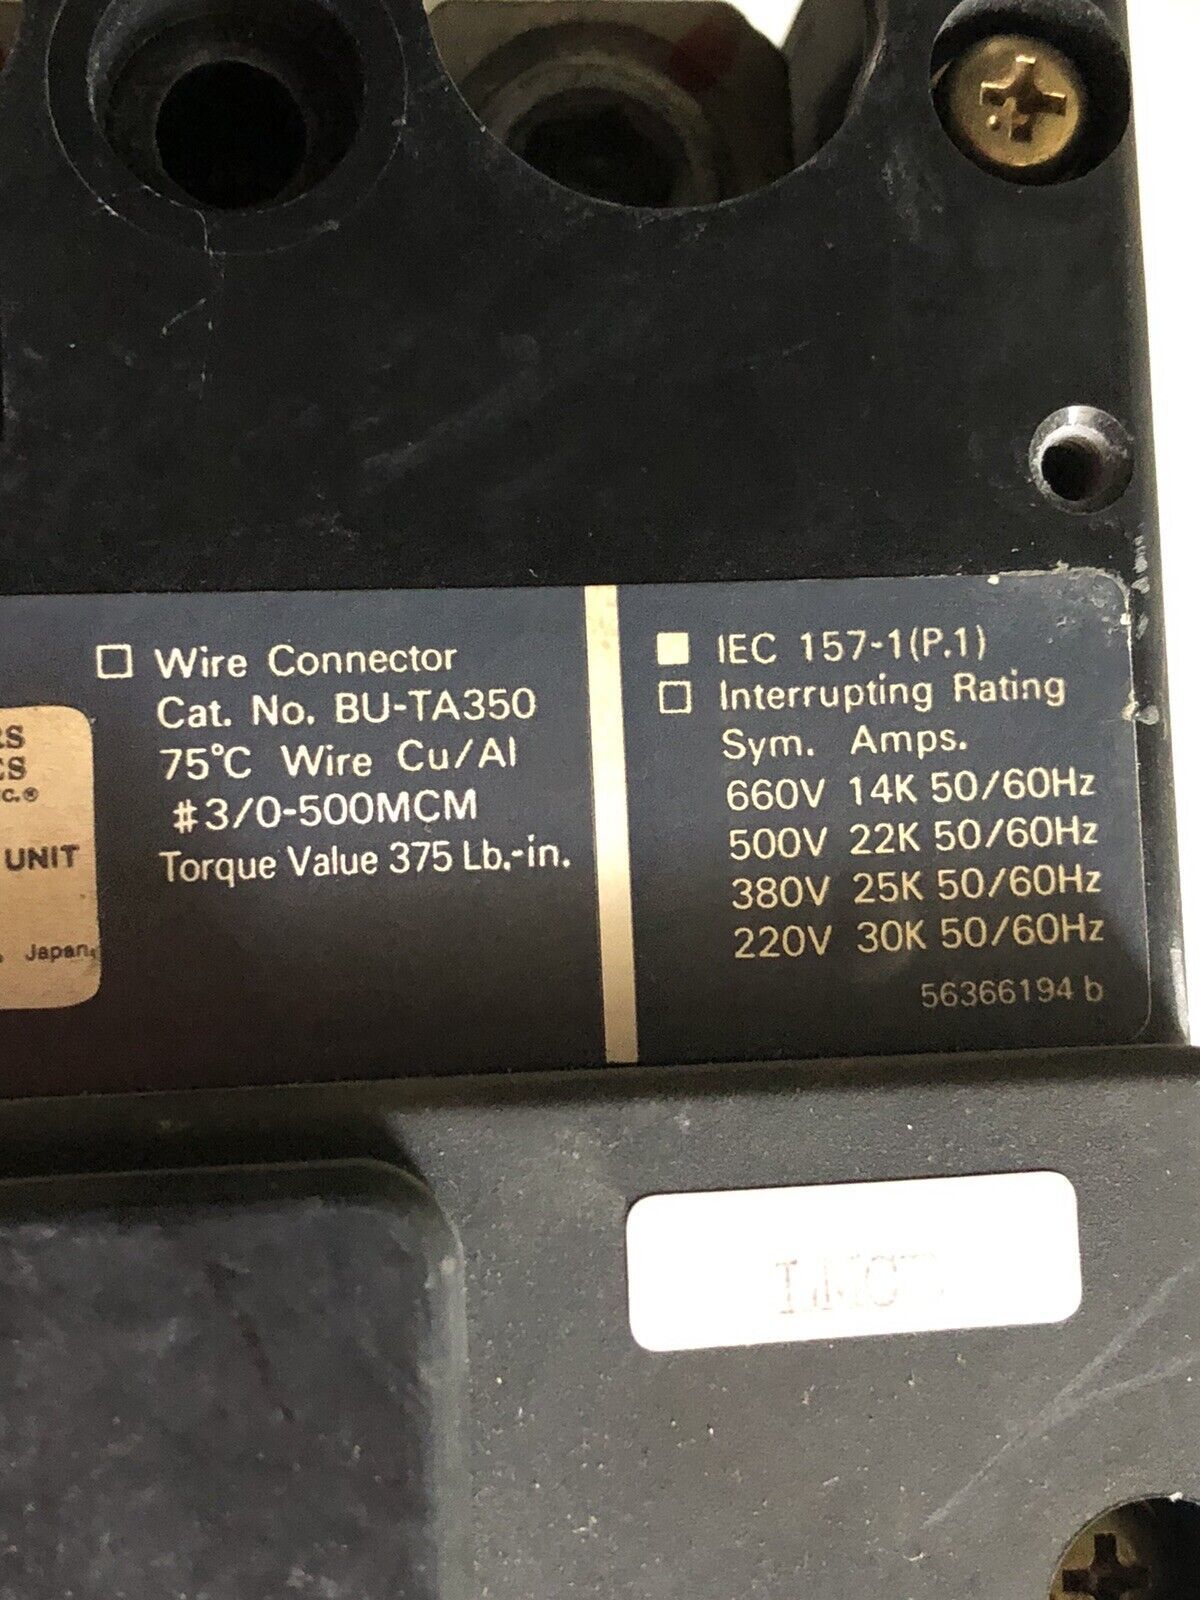 UNIT
Japan.
Wire Connector
Cat. No. BU-TA350
75°C Wire Cu/Al
#3/0-500MCM
Torque Value 375 Lb.-in.
IEC 157-1(P.1)
Interrupting Rating
Sym. Amps.
660V 14K 50/60Hz
500V 22K 50/60Hz
380V 25K 50/60Hz
220V 30K 50/60Hz
56366194 b